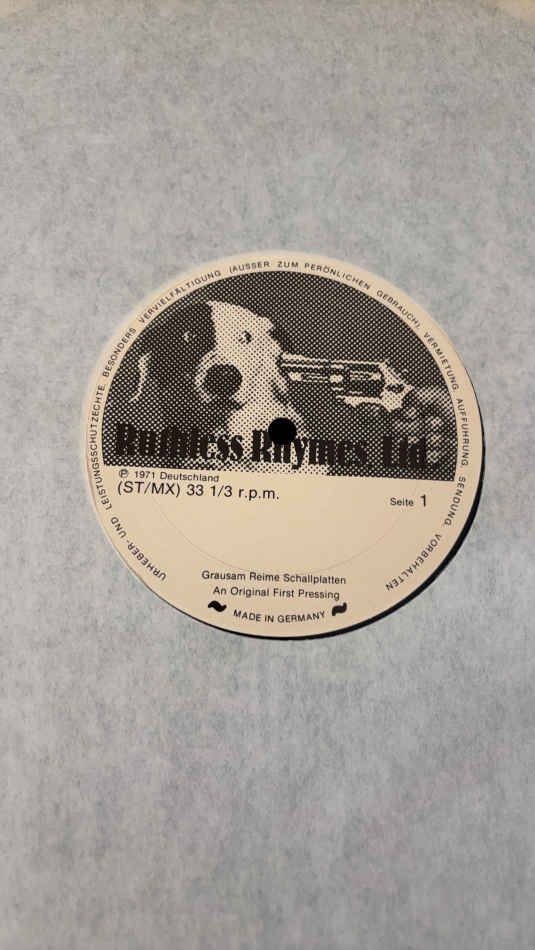 URHEBER- UND LEISTUNGSSCHUTZECHTE, BESONDERS VERVIELFÄLTIGUNG (AUSSER ZUM PERÖNLICHEN GEBRAUCH), VERMIETUNG, AUFFÜHRUNG, SENDUNG, VORBEHALTEN
Ruthless Rhymes Ltd.
℗ 1971 Deutschland
(ST/MX) 33 1/3 r.p.m.
Seite 1
Grausam Reime Schallplatten
An Original First Pressing
MADE IN GERMANY